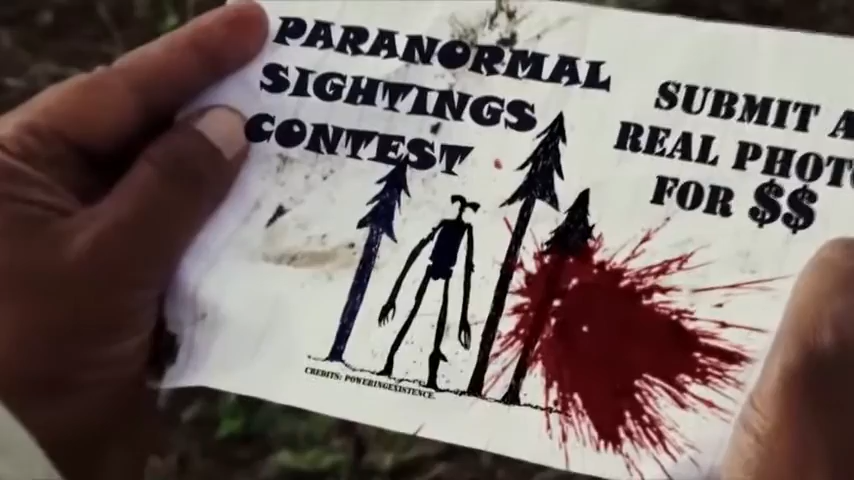 PARANORMAL
SIGHTINGS
CONTEST
SUBMIT A
REAL PHOTO
FOR $$
CREDITS: POWERINGEXISTENCE